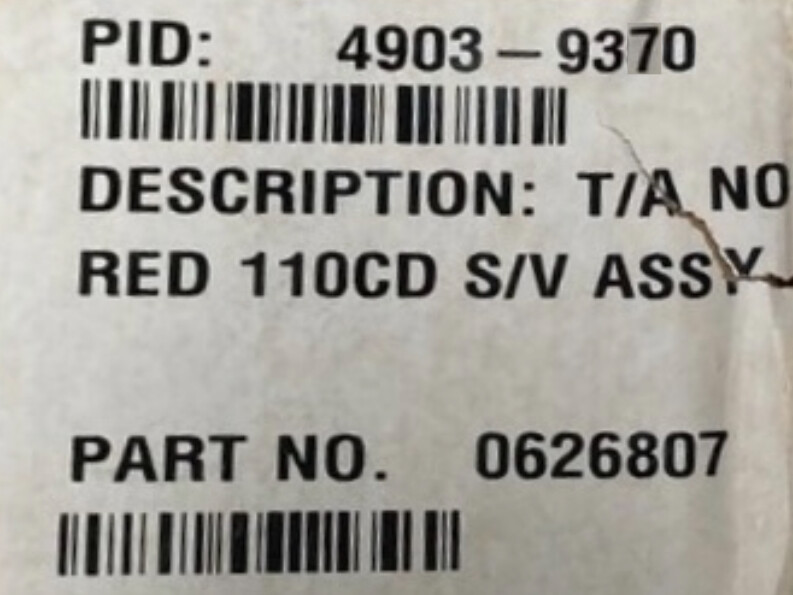 PID: 4903-9370
DESCRIPTION: T/A NO
RED 110CD S/V ASSY
PART NO. 0626807